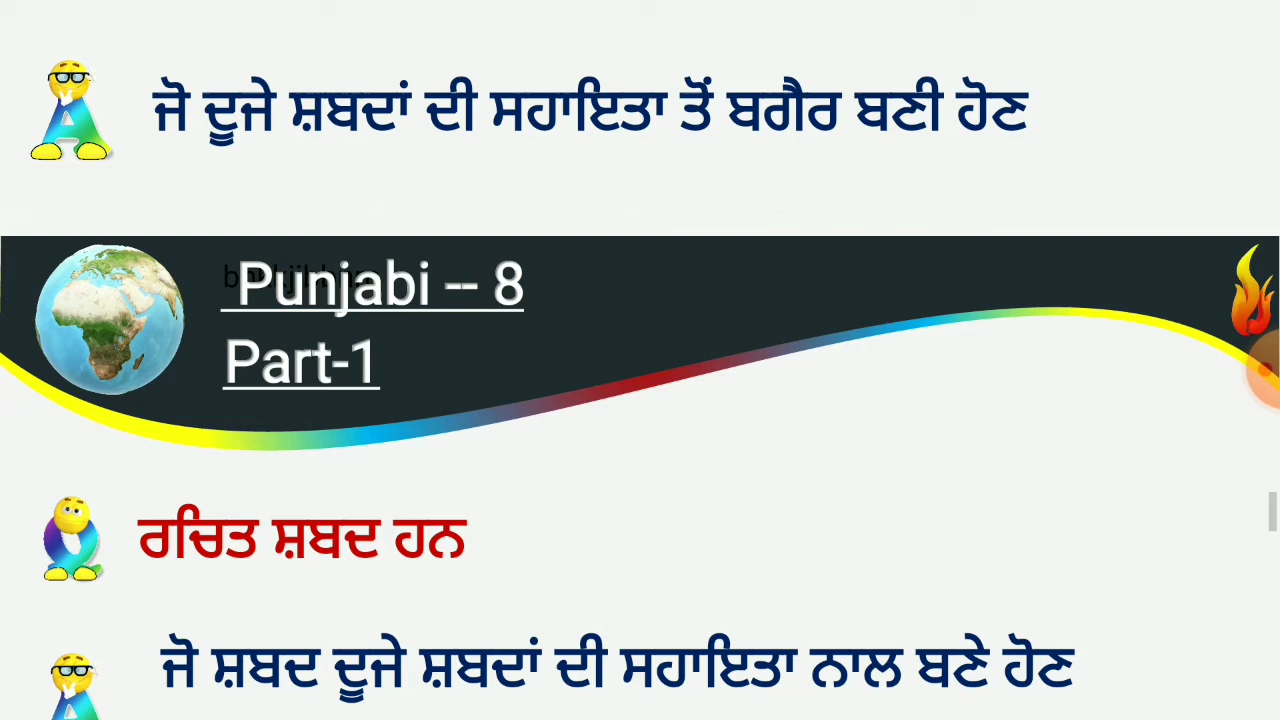 ਜੋ ਦੂਜੇ ਸ਼ਬਦਾਂ ਦੀ ਸਹਾਇਤਾ ਤੋਂ ਬਗੈਰ ਬਣੀ ਹੋਣ
Punjabi -- 8
Part-1
ਰਚਿਤ ਸ਼ਬਦ ਹਨ
ਜੋ ਸ਼ਬਦ ਦੂਜੇ ਸ਼ਬਦਾਂ ਦੀ ਸਹਾਇਤਾ ਨਾਲ ਬਣੇ ਹੋਣ